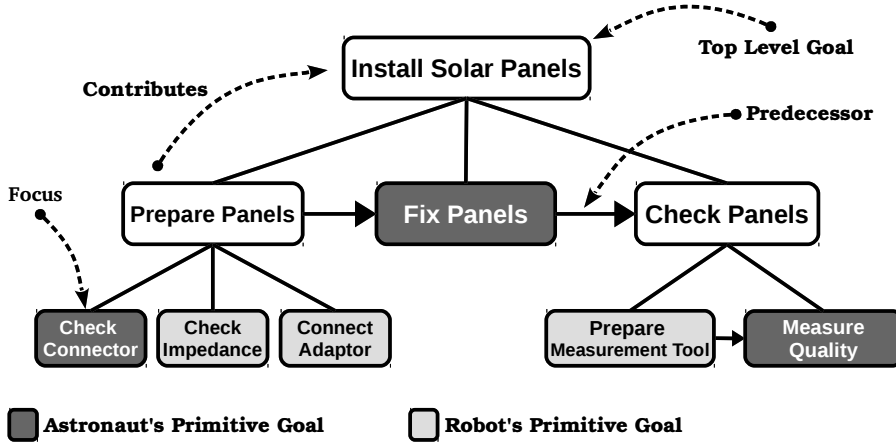 Top Level Goal
Install Solar Panels
Contributes
Predecessor
Focus
Prepare Panels
Fix Panels
Check Panels
Check
Connector
Check
Impedance
Connect
Adaptor
Prepare
Measurement Tool
Measure
Quality
Astronaut's Primitive Goal
Robot's Primitive Goal